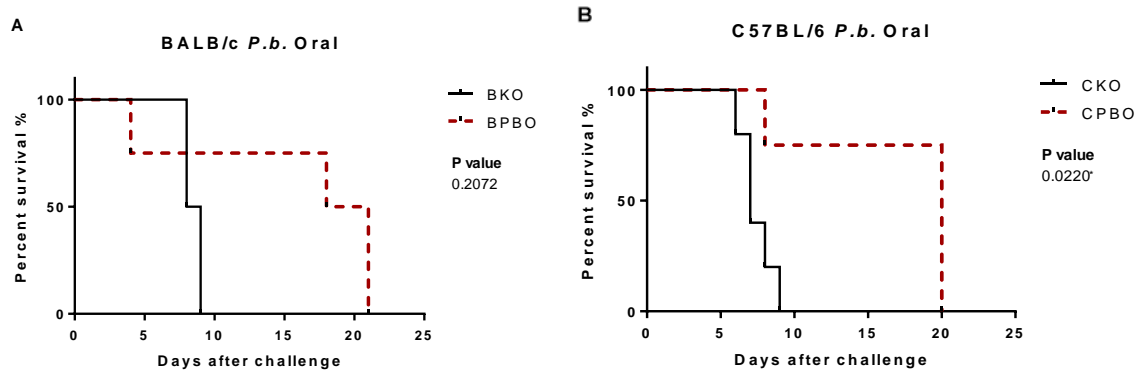 A
BALB/c P.b. Oral
Percent survival %
100
50
0
0 5 10 15 20 25
Days after challenge
BKO
BPBO
P value
0.2072
B
C57BL/6 P.b. Oral
Percent survival %
100
50
0
0 5 10 15 20 25
Days after challenge
CKO
CPBO
P value
0.0220*